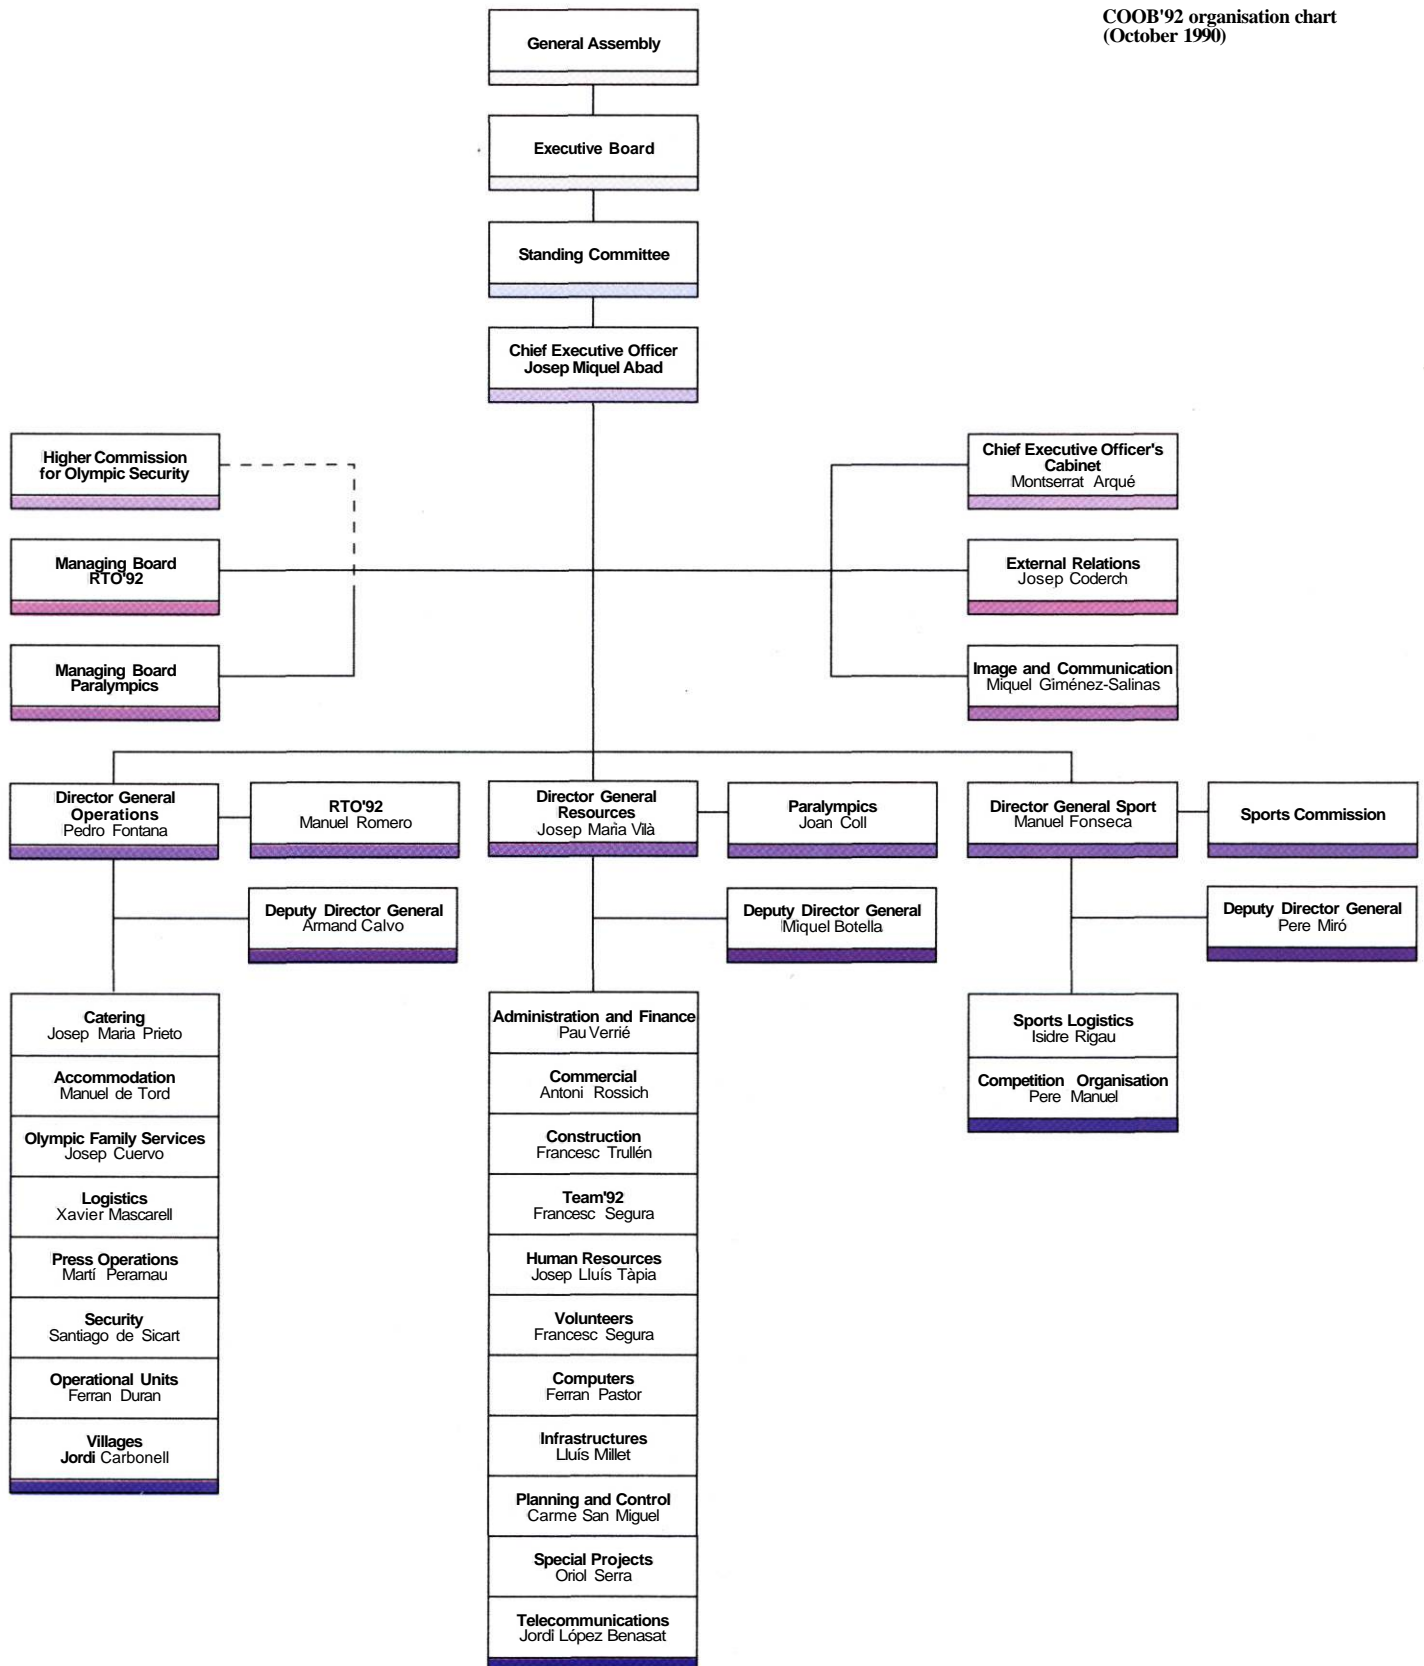 COOB'92 organisation chart
(October 1990)
General Assembly
Executive Board
Standing Committee
Chief Executive Officer
Josep Miquel Abad
Higher Commission
for Olympic Security
Managing Board
RTO'92
Managing Board
Paralympics
Chief Executive Officer's
Cabinet
Montserrat Arqué
External Relations
Josep Coderch
Image and Communication
Miquel Giménez-Salinas
Director General
Operations
Pedro Fontana
RTO'92
Manuel Romero
Deputy Director General
Armand Calvo
Catering
Josep Maria Prieto
Accommodation
Manuel de Tord
Olympic Family Services
Josep Cuervo
Logistics
Xavier Mascarell
Press Operations
Martí Perarnau
Security
Santiago de Sicart
Operational Units
Ferran Duran
Villages
Jordi Carbonell
Director General
Resources
Josep Maria Vilà
Paralympics
Joan Coll
Deputy Director General
Miquel Botella
Administration and Finance
Pau Verrié
Commercial
Antoni Rossich
Construction
Francesc Trullén
Team'92
Francesc Segura
Human Resources
Josep Lluís Tàpia
Volunteers
Francesc Segura
Computers
Ferran Pastor
Infrastructures
Lluís Millet
Planning and Control
Carme San Miguel
Special Projects
Oriol Serra
Telecommunications
Jordi López Benasat
Director General Sport
Manuel Fonseca
Sports Commission
Deputy Director General
Pere Miró
Sports Logistics
Isidre Rigau
Competition Organisation
Pere Manuel